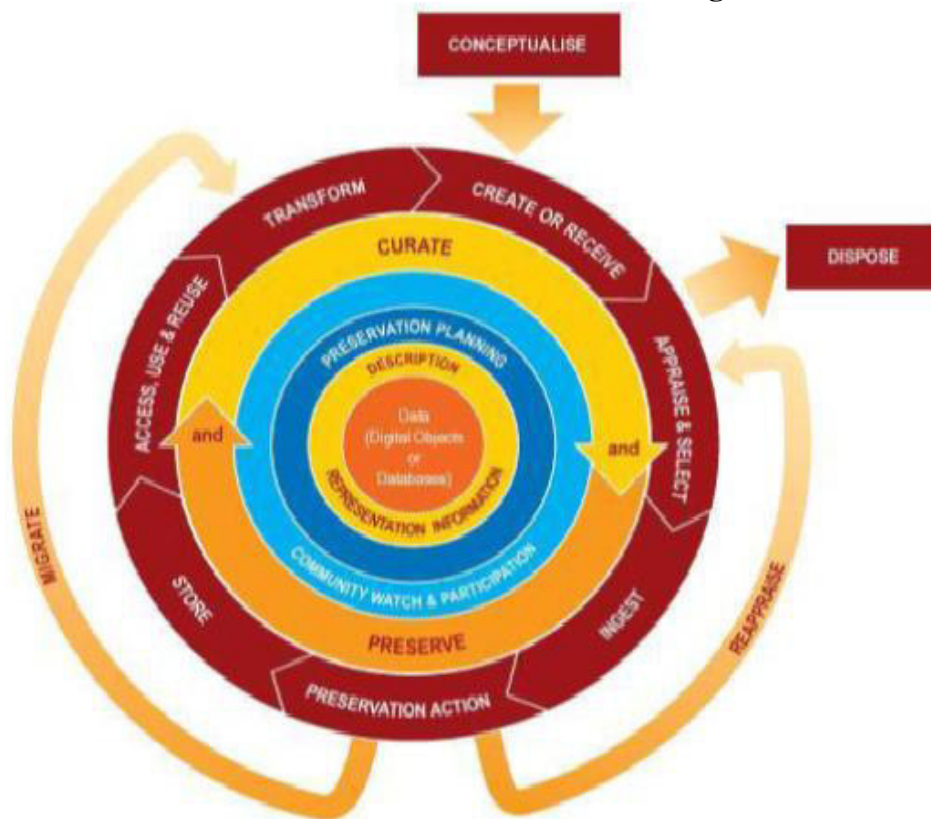 CONCEPTUALISE
TRANSFORM
CREATE OR RECEIVE
DISPOSE
CURATE
ACCESS, USE & REUSE
APPRAISE & SELECT
PRESERVATION PLANNING
DESCRIPTION
and
Data
(Digital Objects
or
Databases)
and
REPRESENTATION INFORMATION
COMMUNITY WATCH & PARTICIPATION
MIGRATE
STORE
INGEST
REAPPRAISE
PRESERVE
PRESERVATION ACTION